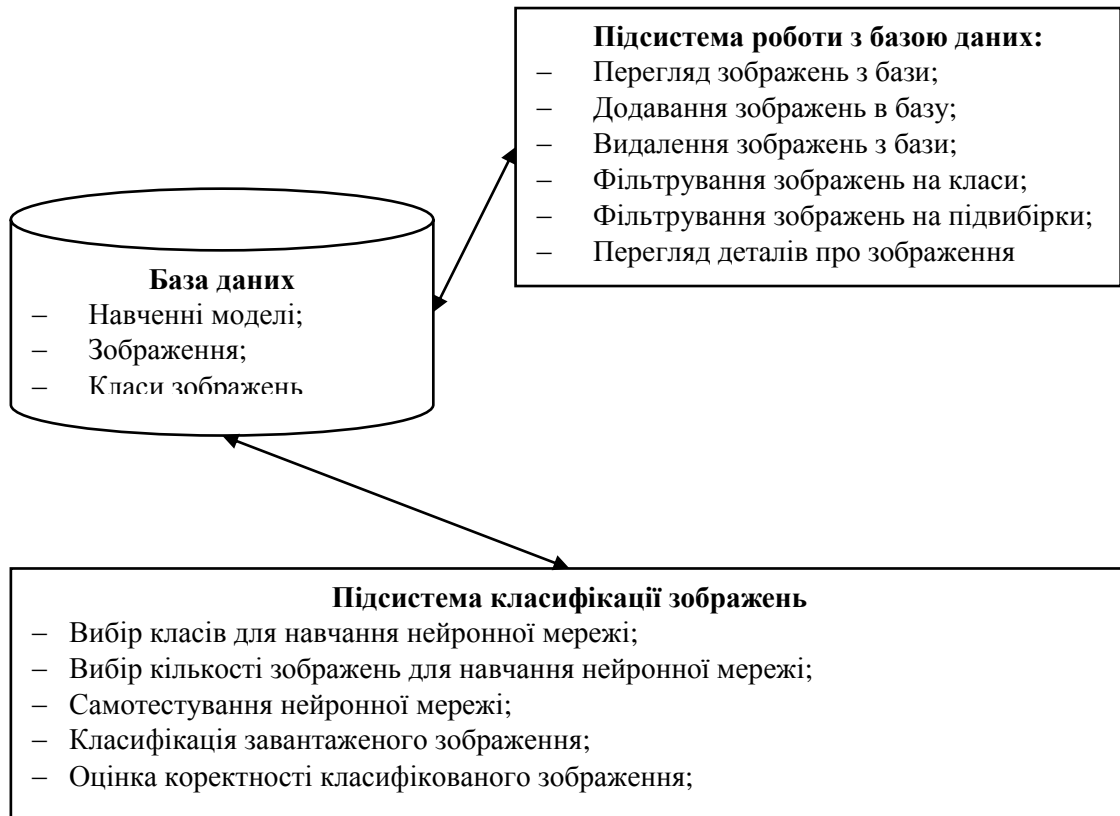 Підсистема роботи з базою даних:
– Перегляд зображень з бази;
– Додавання зображень в базу;
– Видалення зображень з бази;
– Фільтрування зображень на класи;
– Фільтрування зображень на підвибірки;
– Перегляд деталів про зображення
База даних
– Навченні моделі;
– Зображення;
– Класи зображень
Підсистема класифікації зображень
– Вибір класів для навчання нейронної мережі;
– Вибір кількості зображень для навчання нейронної мережі;
– Самотестування нейронної мережі;
– Класифікація завантаженого зображення;
– Оцінка коректності класифікованого зображення;